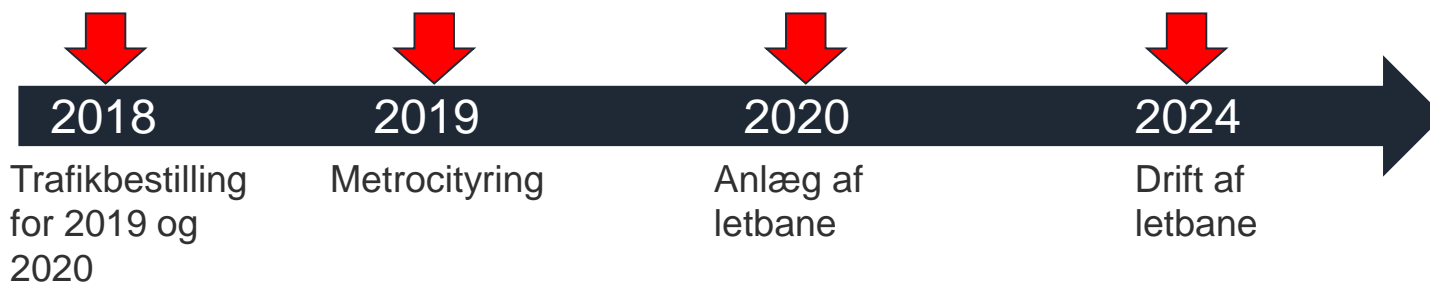 2018 2019 2020 2024
Trafikbestilling
for 2019 og
2020
Metrocityring
Anlæg af
letbane
Drift af
letbane